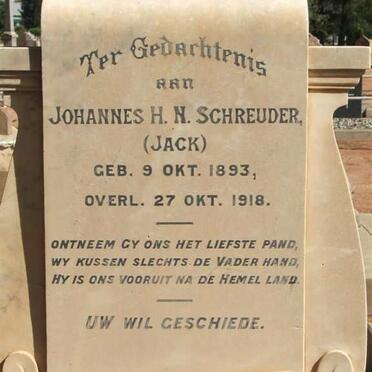 Ter Gedachtenis
aan
JOHANNES H. N. SCHREUDER,
(JACK)
GEB. 9 OKT. 1893,
OVERL. 27 OKT. 1918.
ONTNEEM GY ONS HET LIEFSTE PAND,
WY KUSSEN SLECHTS DE VADER HAND,
HY IS ONS VOORUIT NA DE HEMEL LAND.
UW WIL GESCHIEDE.